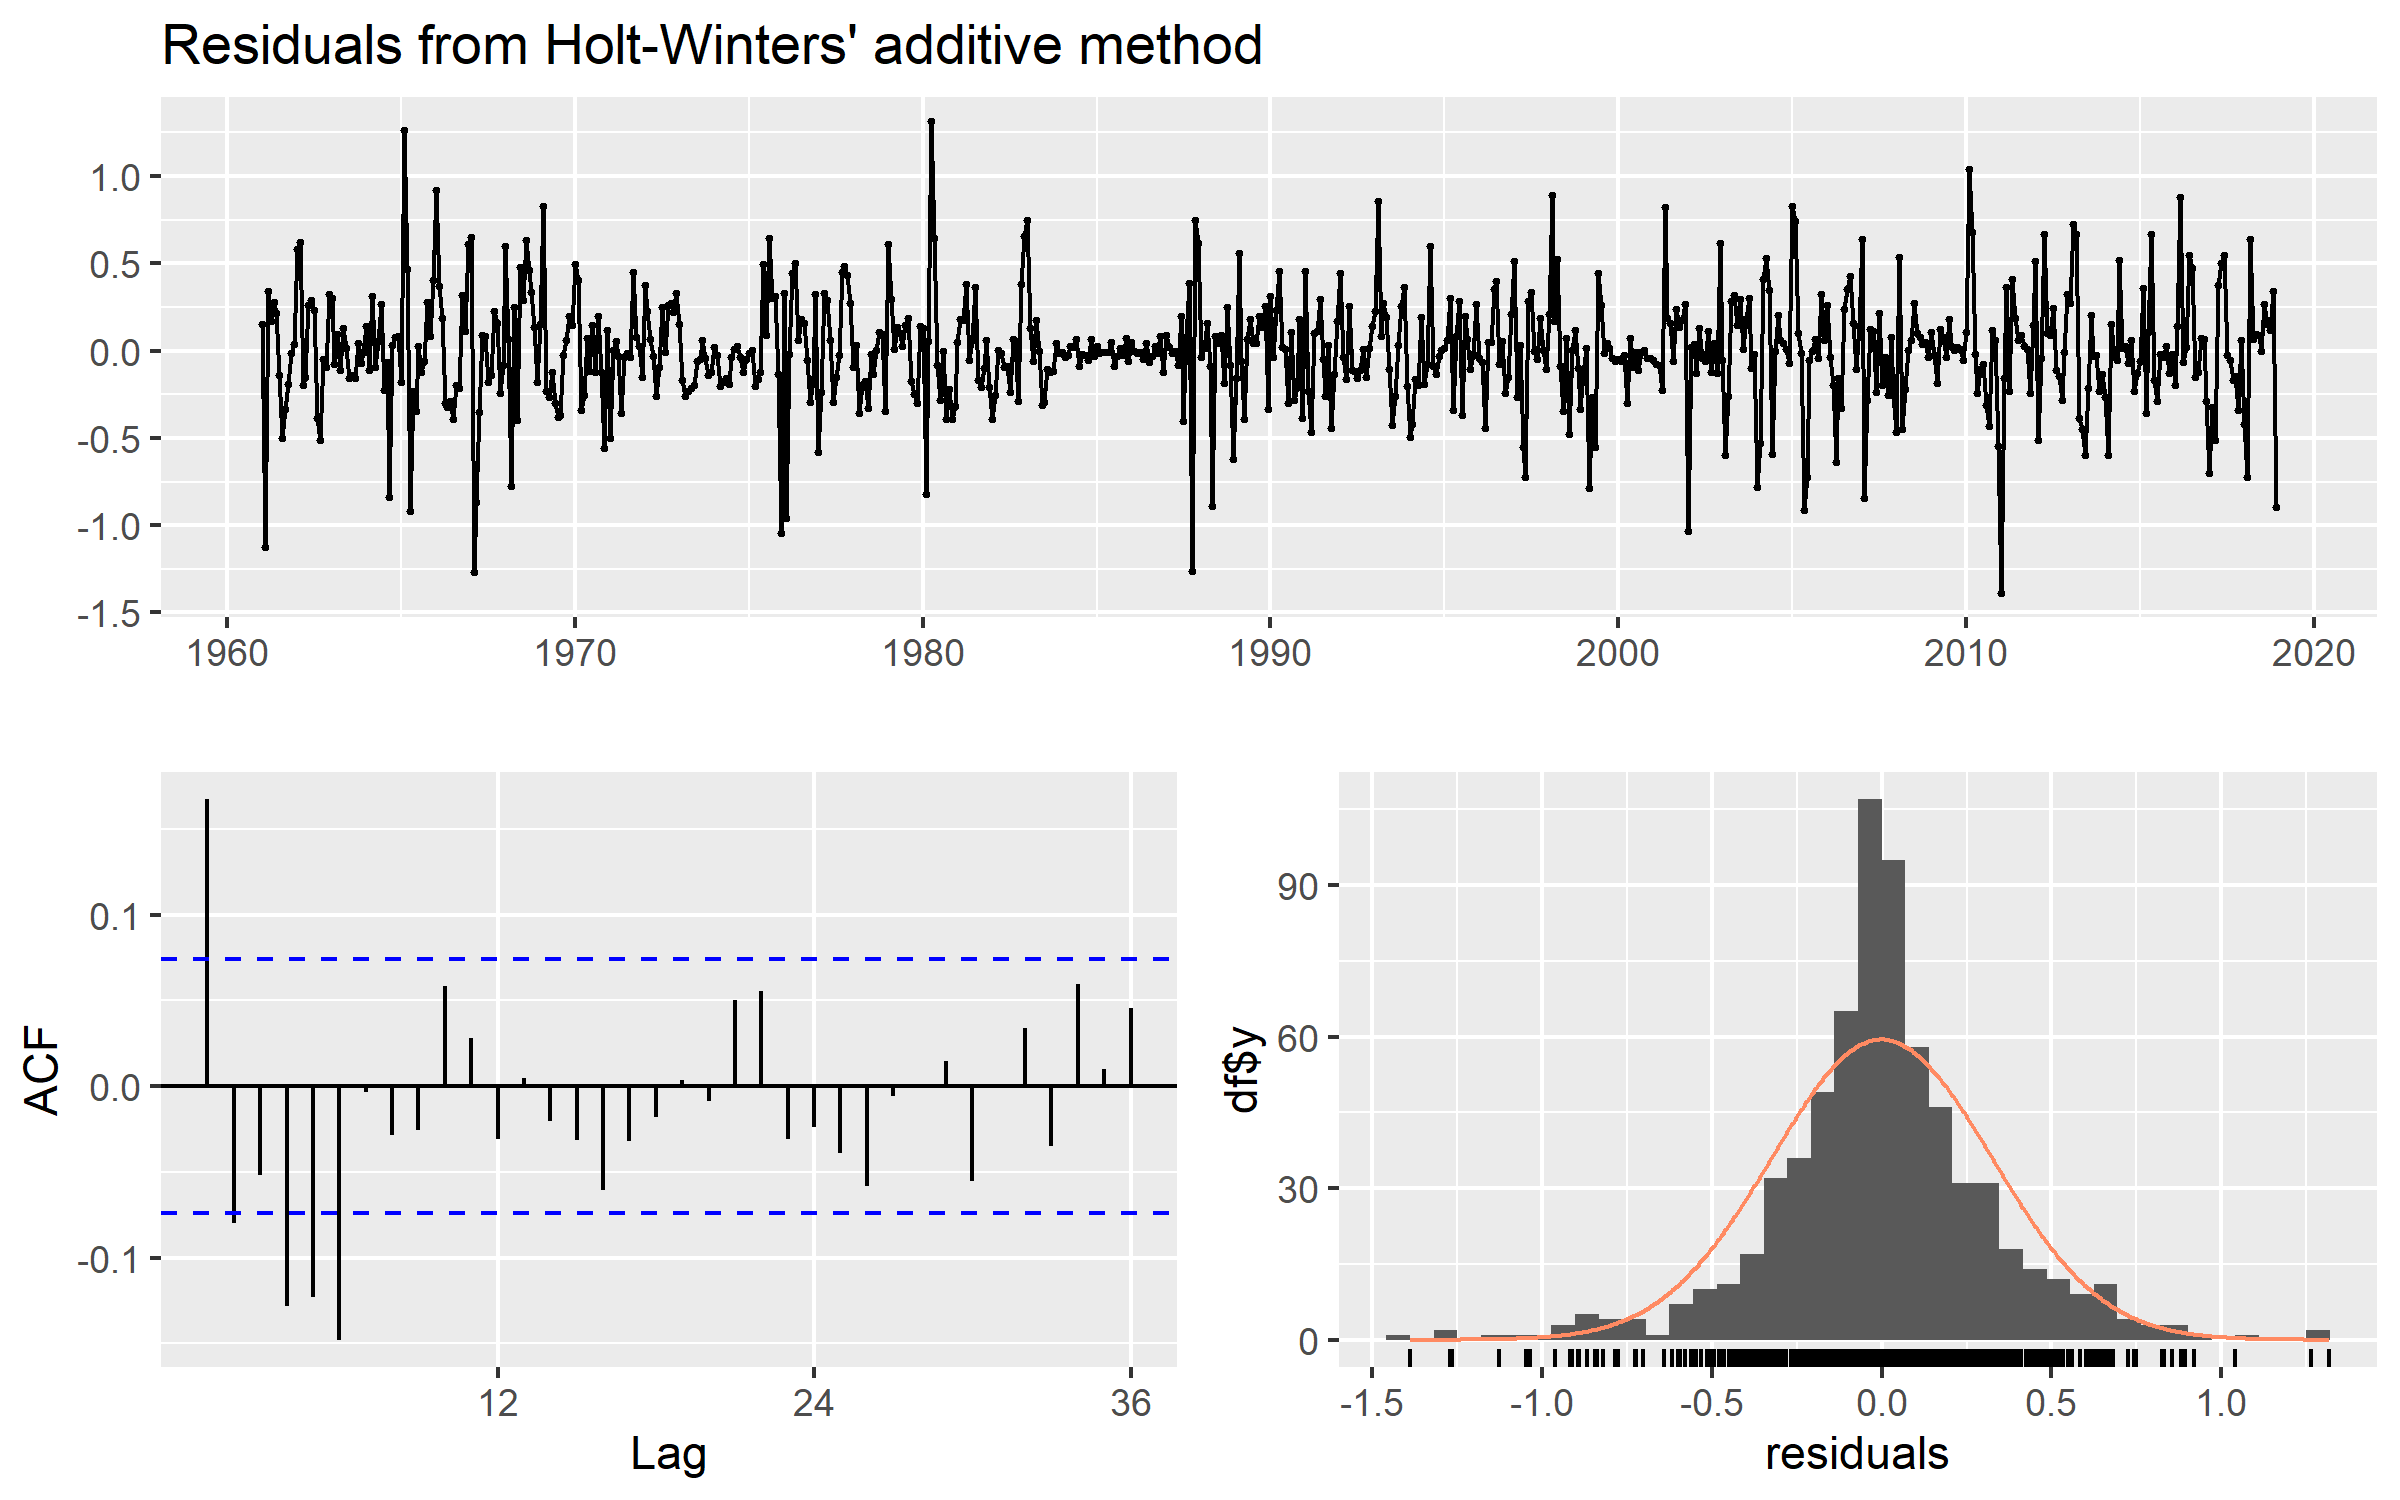 Residuals from Holt-Winters' additive method
1.0
0.5
0.0
-0.5
-1.0
-1.5
1960 1970 1980 1990 2000 2010 2020
ACF
0.1
0.0
-0.1
12 24 36
Lag
df$y
90
60
30
0
-1.5 -1.0 -0.5 0.0 0.5 1.0
residuals